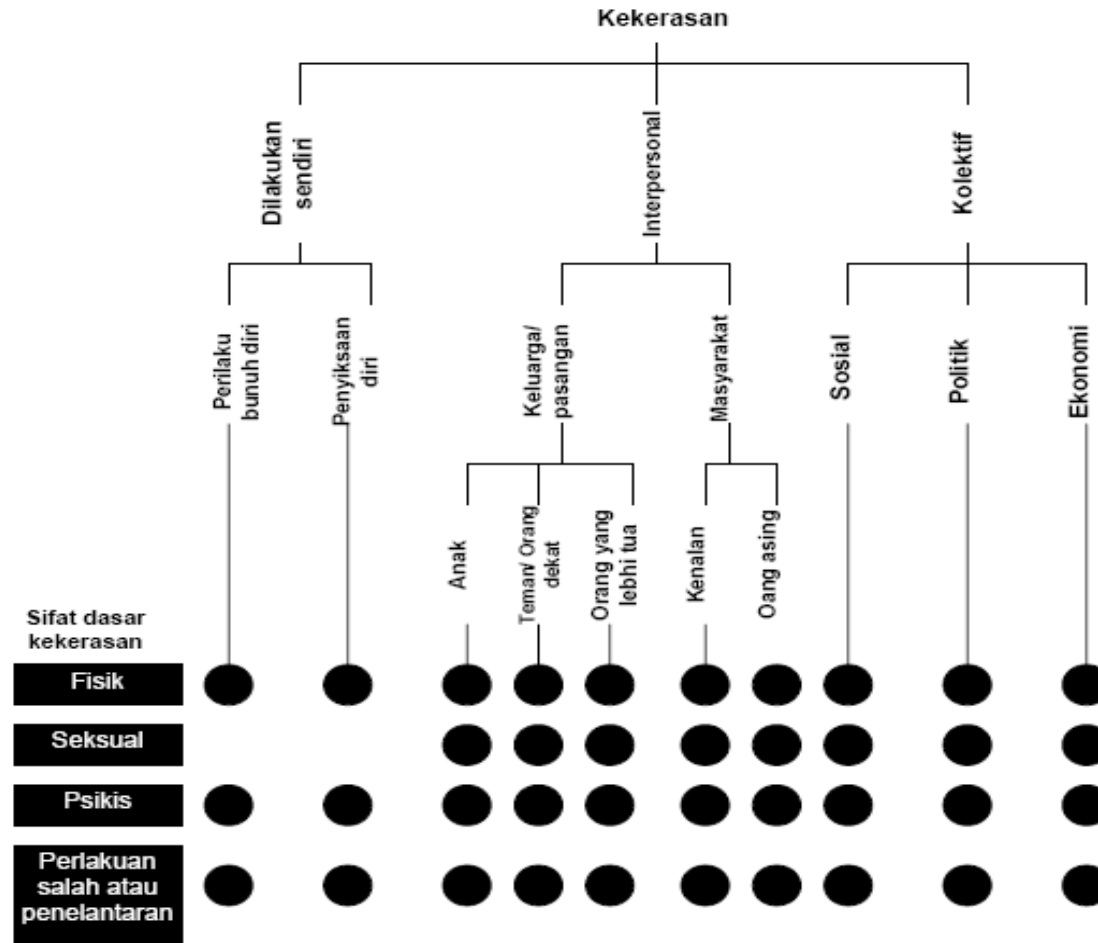 Kekerasan
Dilakukan
sendiri
Interpersonal
Kolektif
Perilaku
bunuh diri
Penyiksaan
diri
Keluarga/
pasangan
Masyarakat
Sosial
Politik
Ekonomi
Anak
Teman/ Orang
dekat
Orang yang
lebhi tua
Kenalan
Oang asing
Sifat dasar
kekerasan
Fisik
Seksual
Psikis
Perlakuan
salah atau
penelantaran